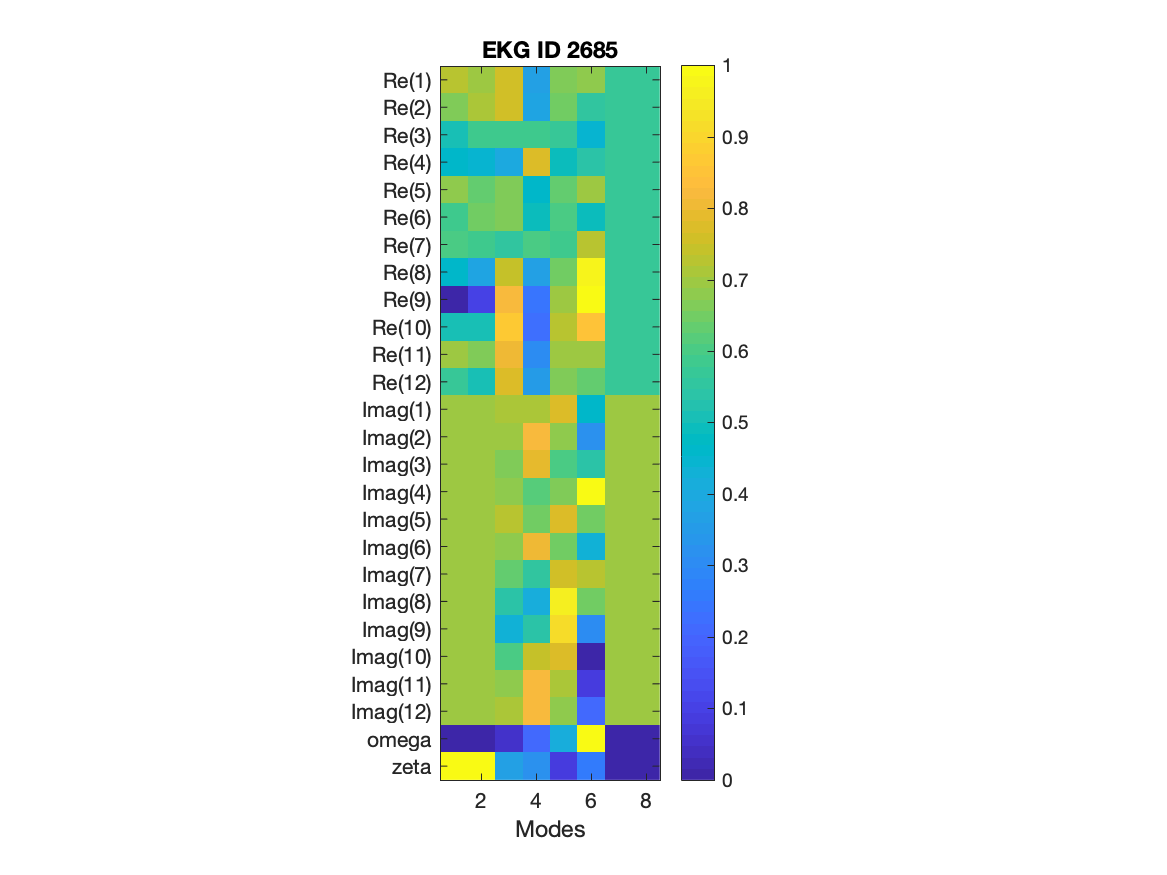 EKG ID 2685
Re(1)
Re(2)
Re(3)
Re(4)
Re(5)
Re(6)
Re(7)
Re(8)
Re(9)
Re(10)
Re(11)
Re(12)
Imag(1)
Imag(2)
Imag(3)
Imag(4)
Imag(5)
Imag(6)
Imag(7)
Imag(8)
Imag(9)
Imag(10)
Imag(11)
Imag(12)
omega
zeta
2 4 6 8
Modes
1
0.9
0.8
0.7
0.6
0.5
0.4
0.3
0.2
0.1
0